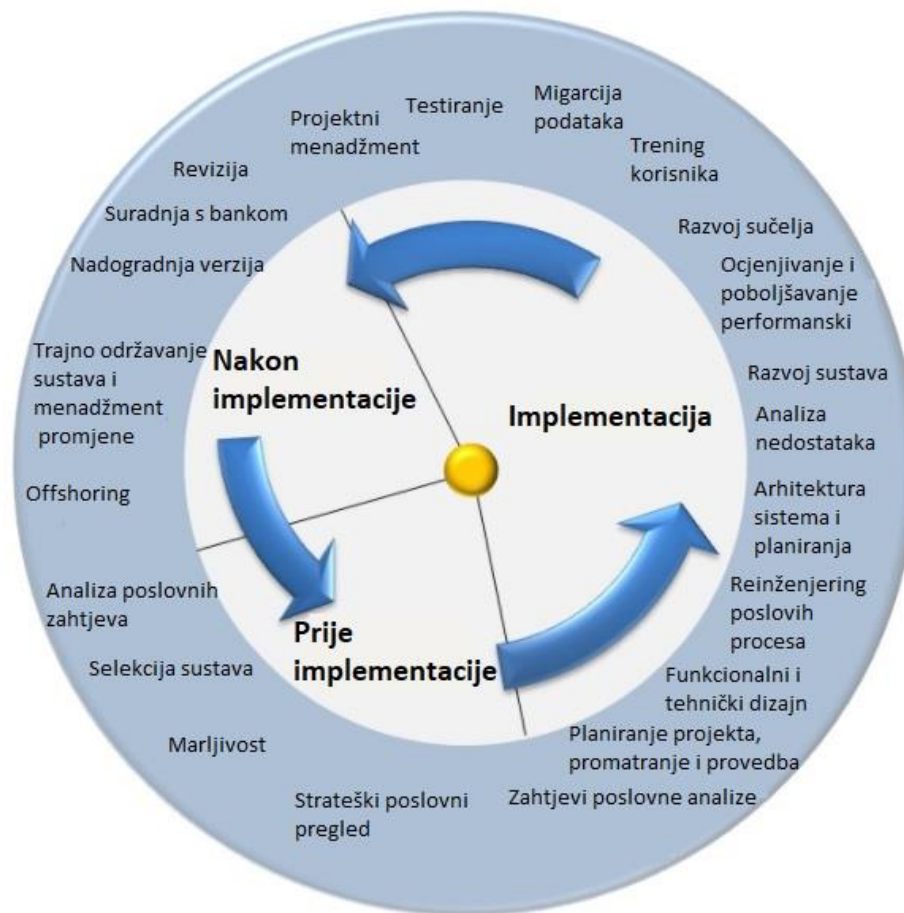 Testiranje
Migarcija
podataka
Projektni
menadžment
Trening
korisnika
Revizija
Suradnja s bankom
Nadogradnja verzija
Razvoj sučelja
Ocjenjivanje i
poboljšavanje
performanski
Trajno održavanje
sustava i
menadžment
promjene
Nakon
implementacije
Implementacija
Razvoj sustava
Analiza
nedostataka
Offshoring
Arhitektura
sistema i
planiranja
Analiza poslovnih
zahtjeva
Reinženjering
poslovih
procesa
Prije
implementacije
Selekcija sustava
Funkcionalni i
tehnički dizajn
Marljivost
Planiranje projekta,
promatranje i provedba
Strateški poslovni
pregled
Zahtjevi poslovne analize